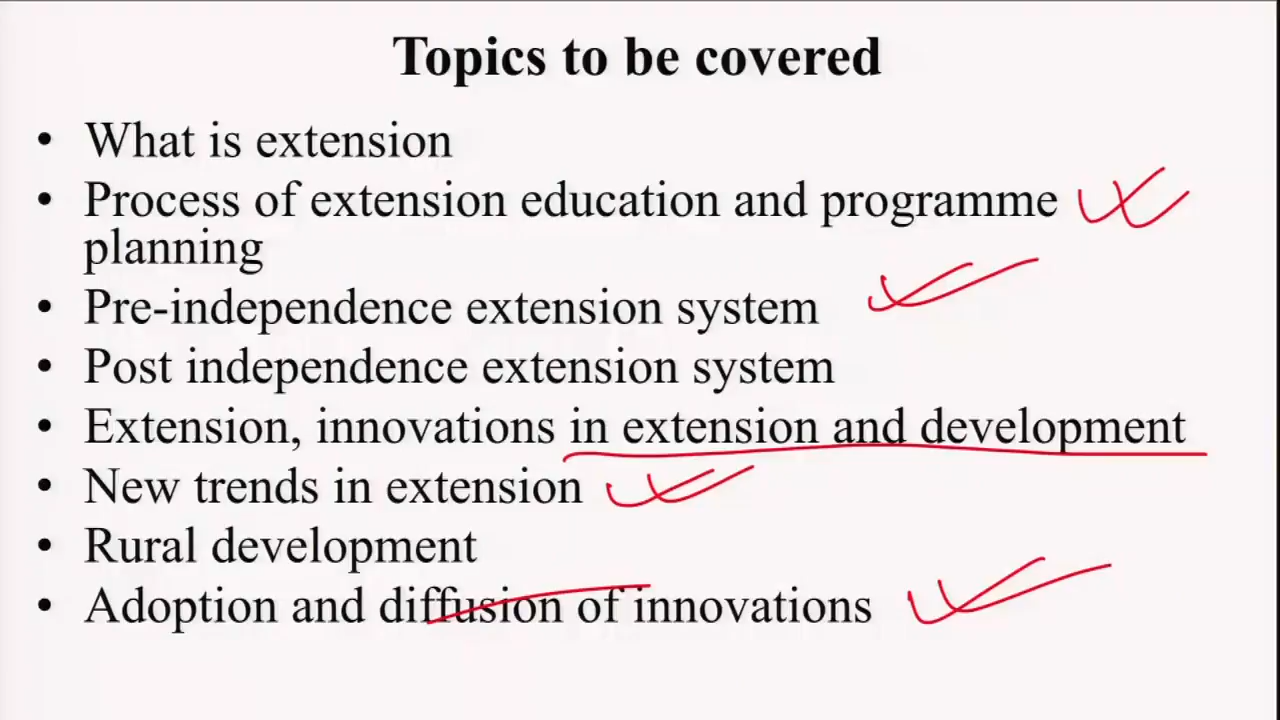 Topics to be covered
• What is extension
• Process of extension education and programme
planning
• Pre-independence extension system
• Post independence extension system
• Extension, innovations in extension and development
• New trends in extension
• Rural development
• Adoption and diffusion of innovations